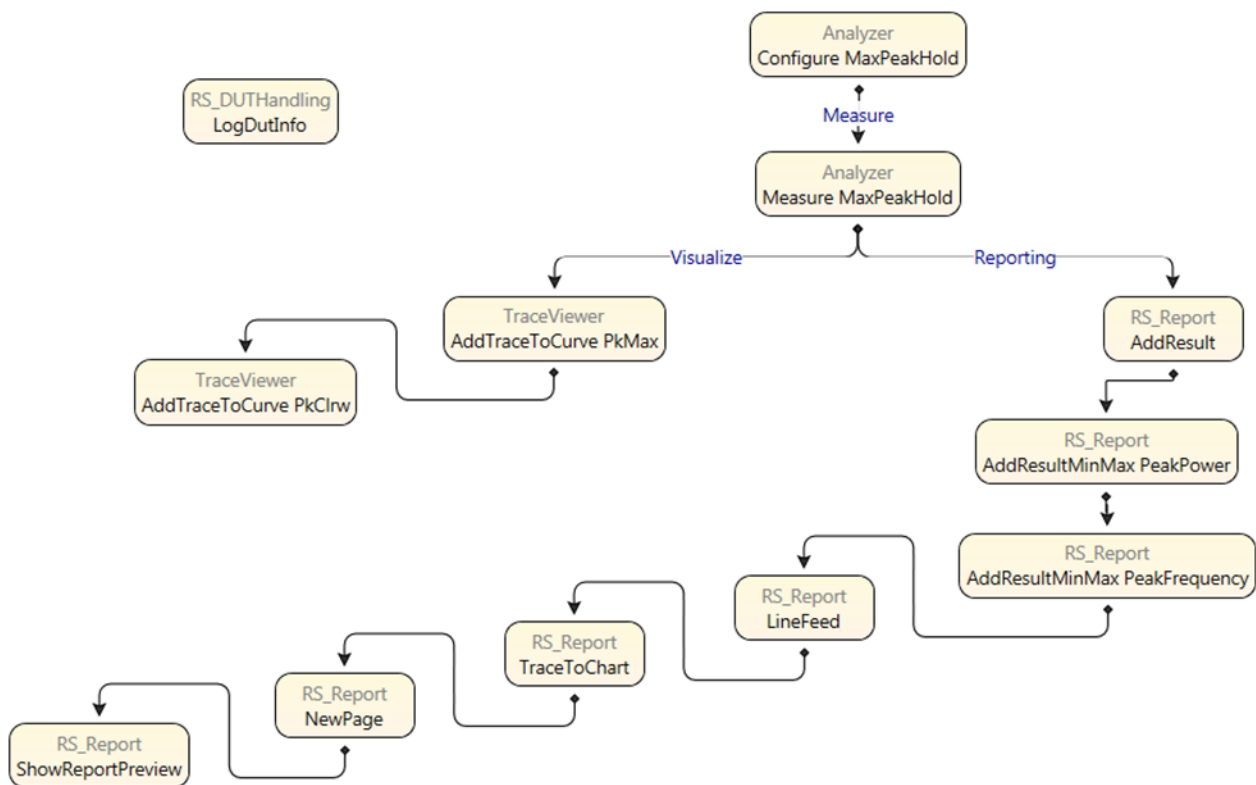 Analyzer
Configure MaxPeakHold
RS_DUTHandling
LogDutInfo
Measure
Analyzer
Measure MaxPeakHold
Visualize
Reporting
TraceViewer
AddTraceToCurve PkMax
RS_Report
AddResult
TraceViewer
AddTraceToCurve PkClrw
RS_Report
AddResultMinMax PeakPower
RS_Report
AddResultMinMax PeakFrequency
RS_Report
LineFeed
RS_Report
TraceToChart
RS_Report
NewPage
RS_Report
ShowReportPreview